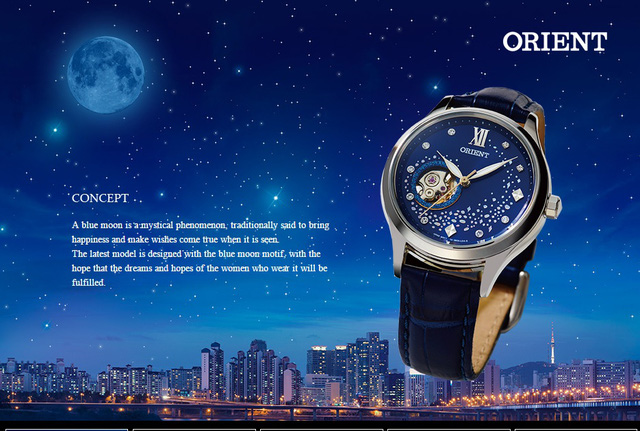 ORIENT
XII
ORIENT
CONCEPT
A blue moon is a mystical phenomenon, traditionally said to bring
happiness and make wishes come true when it is seen.
The latest model is designed with the blue moon motif, with the
hope that the dreams and hopes of the women who wear it will be
fulfilled.